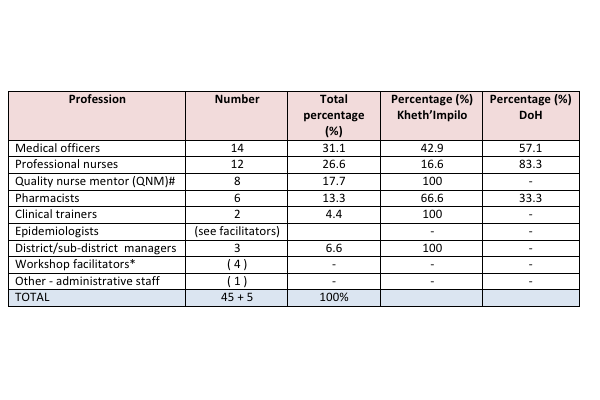 Profession Number Total percentage (%) Percentage (%) Kheth'Impilo Percentage (%) DoH
Medical officers 14 31.1 42.9 57.1
Professional nurses 12 26.6 16.6 83.3
Quality nurse mentor (QNM)# 8 17.7 100 -
Pharmacists 6 13.3 66.6 33.3
Clinical trainers 2 4.4 100 -
Epidemiologists (see facilitators) - -
District/sub-district managers 3 6.6 100 -
Workshop facilitators* ( 4 ) - - -
Other - administrative staff ( 1 ) - - -
TOTAL 45 + 5 100%